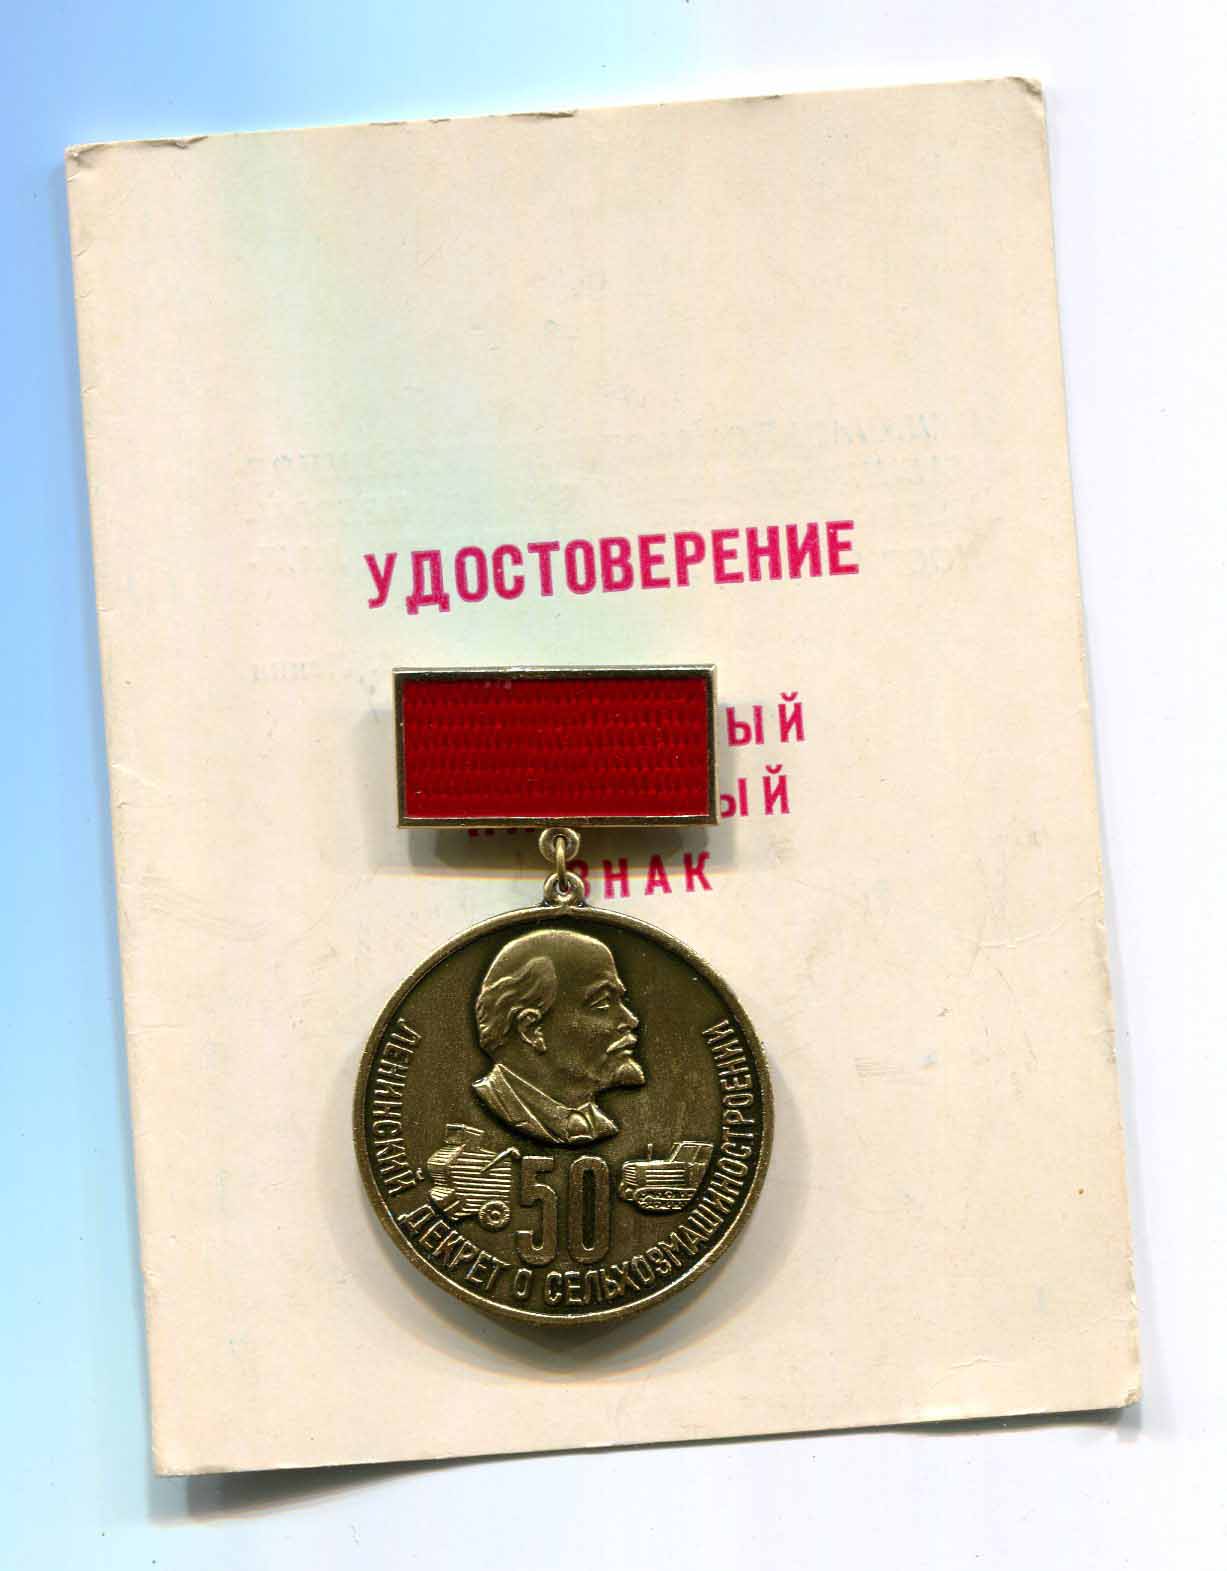 УДОСТОВЕРЕНИЕ
ЫЙ
ЫЙ
ЗНАК
50
ЛЕНИНСКИЙ ДЕКРЕТ О СЕЛЬХОЗМАШИНОСТРОЕНИИ